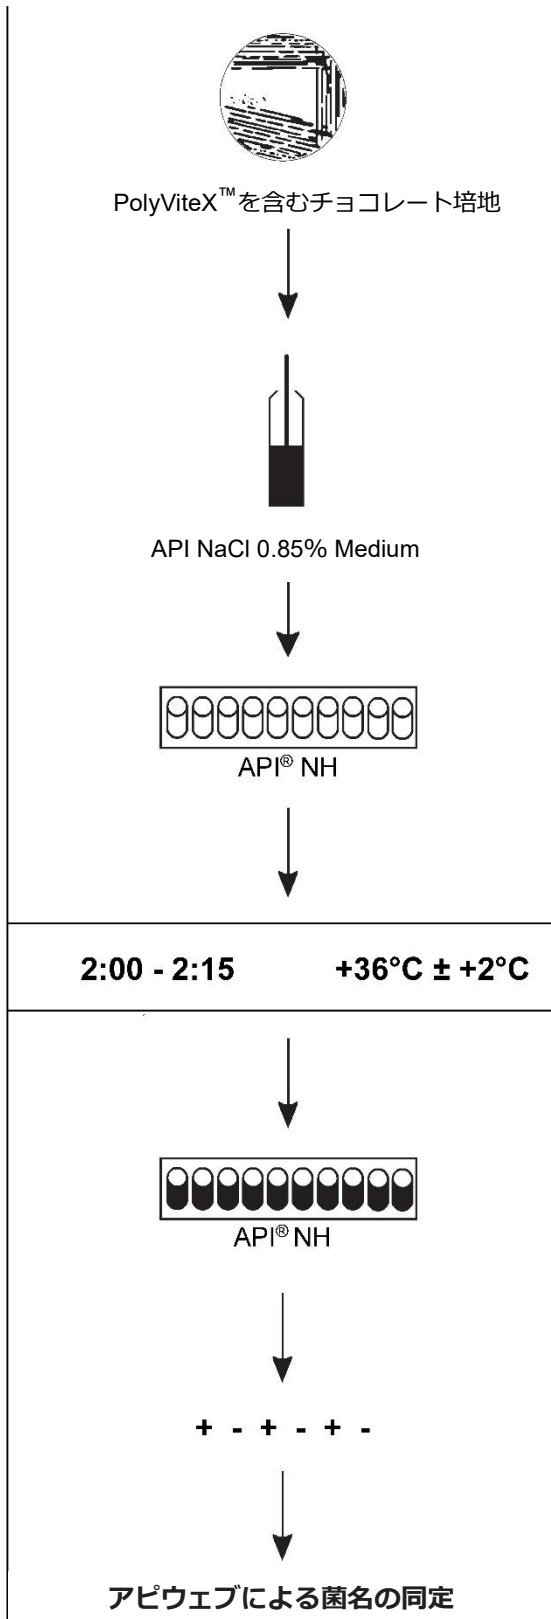 PolyViteX™を含むチョコレート培地
API NaCl 0.85% Medium
API® NH
2:00 - 2:15 +36°C ± +2°C
API® NH
+ - + - + -
アピウェブによる菌名の同定